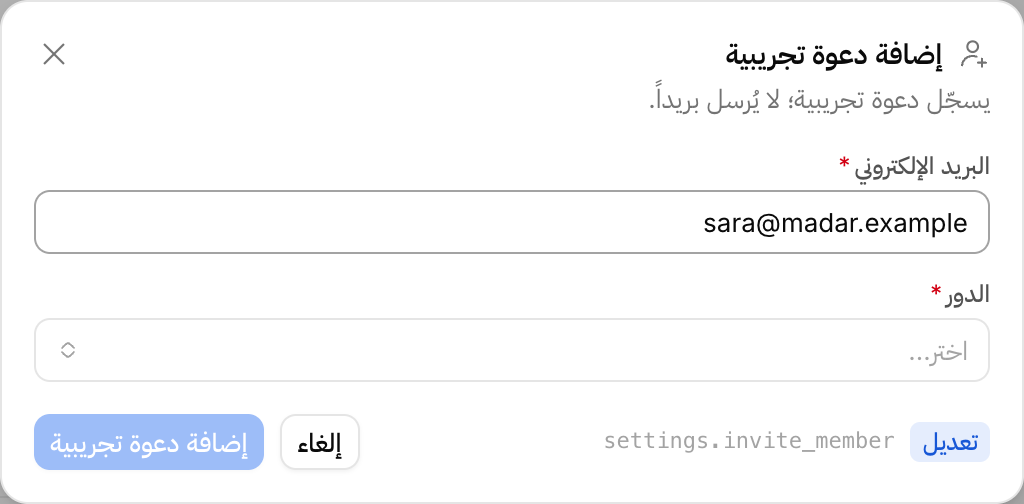 إضافة دعوة تجريبية
يسجّل دعوة تجريبية؛ لا يُرسل بريداً.
البريد الإلكتروني *
sara@madar.example
الدور *
اختر...
تعديل settings.invite_member إلغاء إضافة دعوة تجريبية